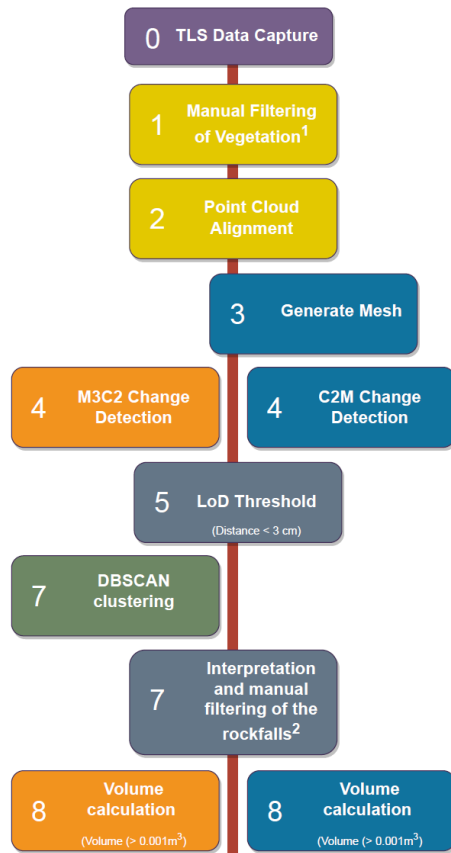 0 TLS Data Capture
1 Manual Filtering
of Vegetation¹
2 Point Cloud
Alignment
3 Generate Mesh
4 M3C2 Change
Detection
4 C2M Change
Detection
5 LoD Threshold
(Distance < 3 cm)
7 DBSCAN
clustering
7 Interpretation
and manual
filtering of the
rockfalls²
8 Volume
calculation
(Volume (> 0.001m³)
8 Volume
calculation
(Volume (> 0.001m³)